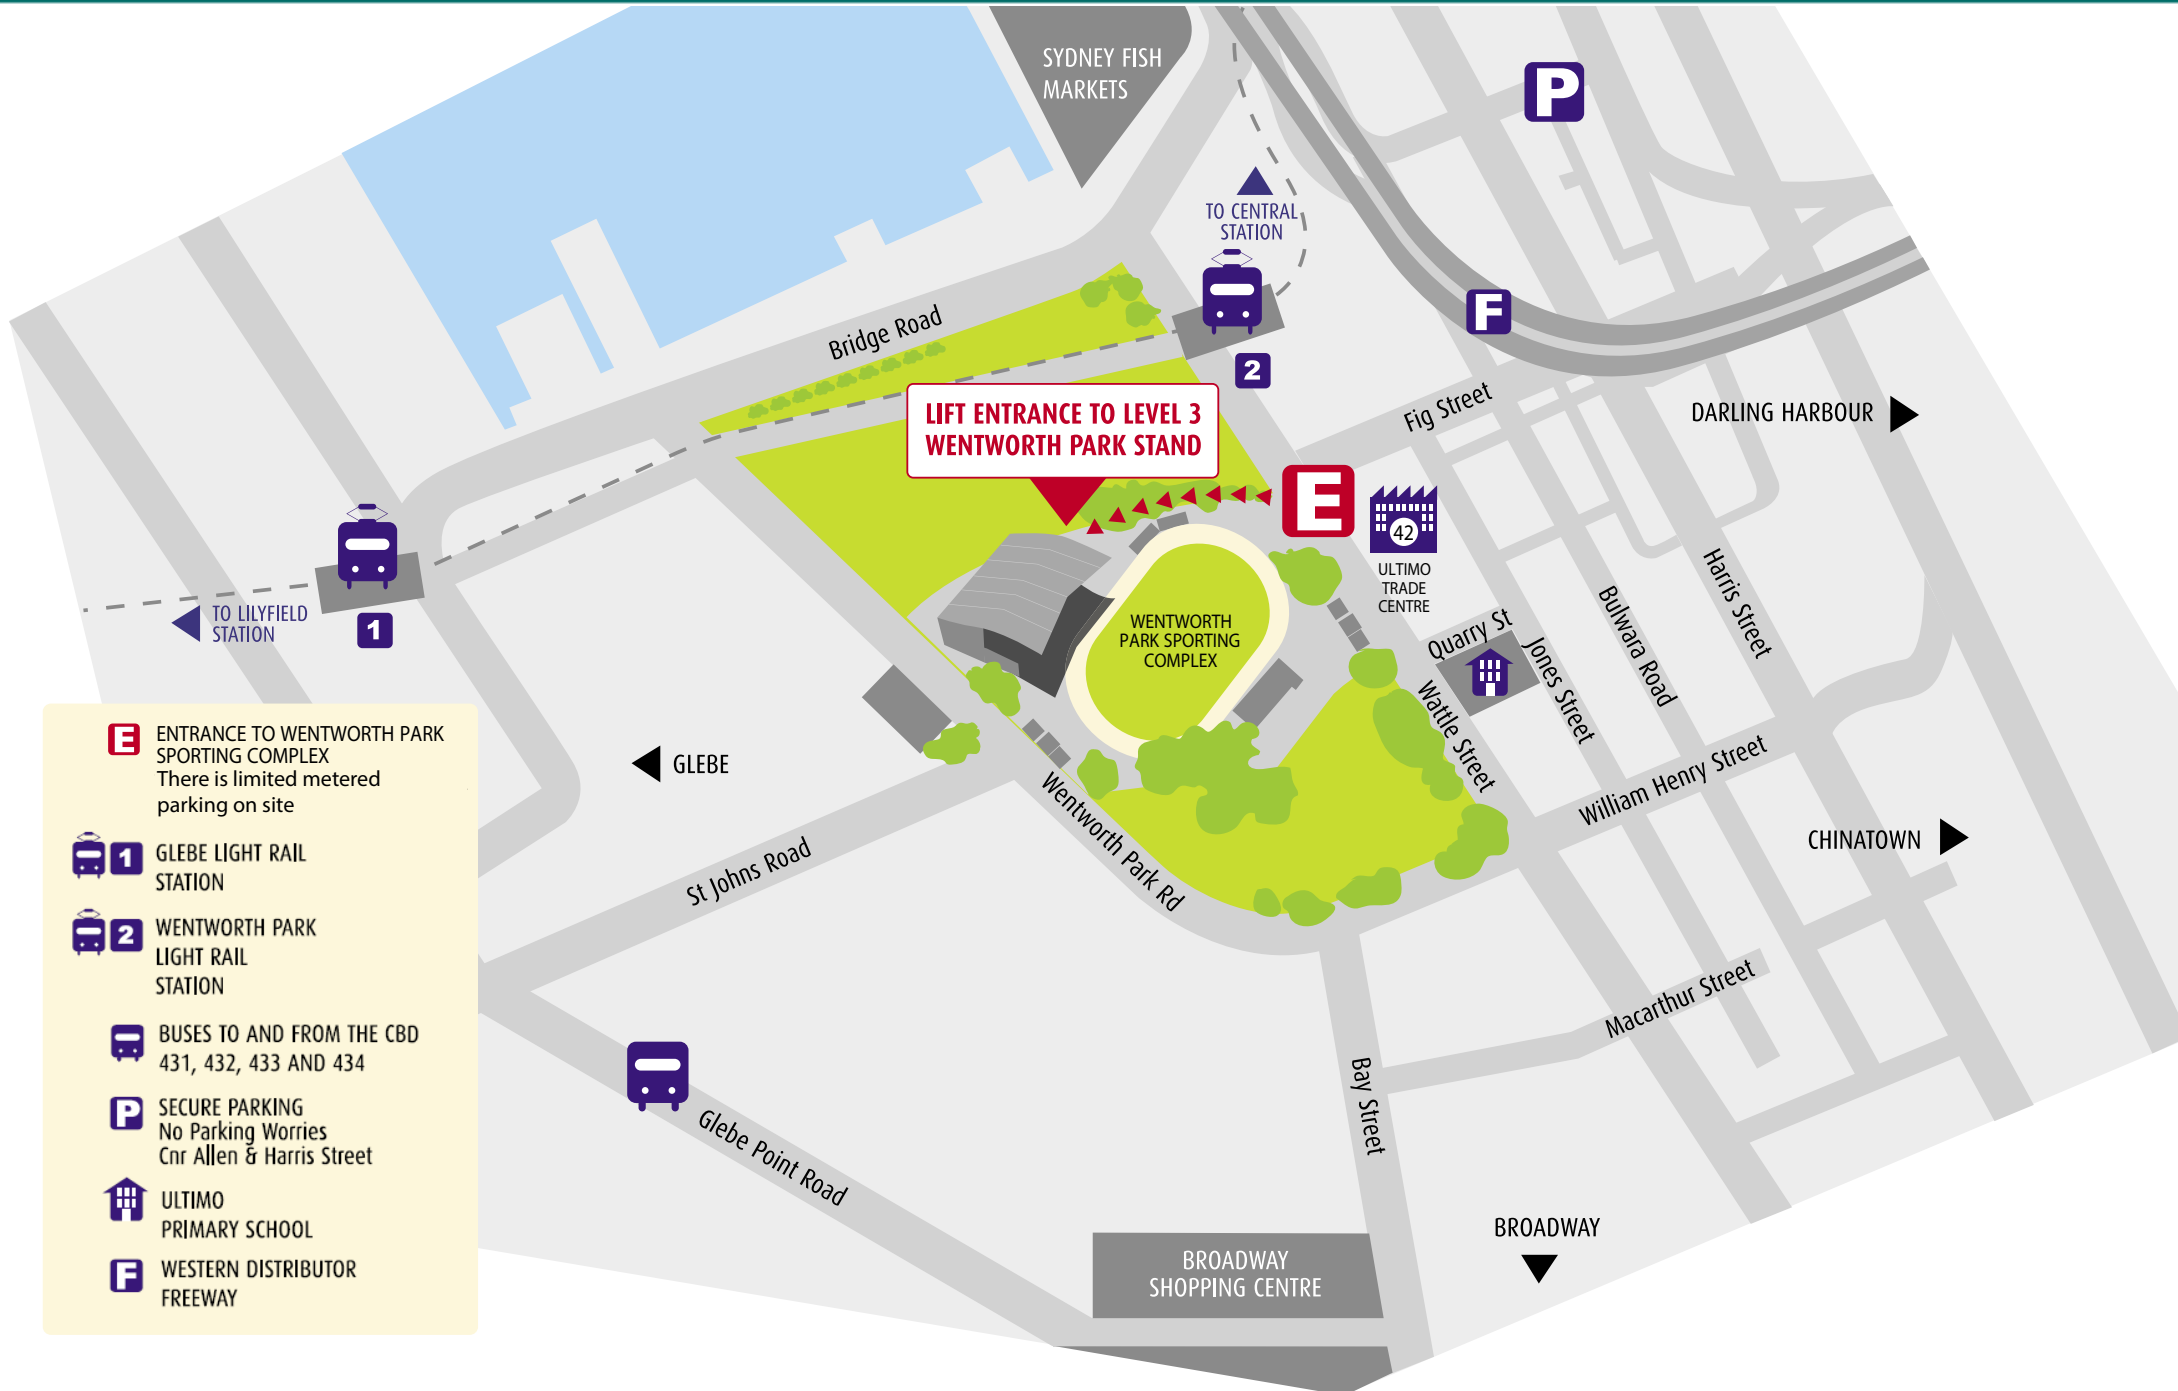 SYDNEY FISH
MARKETS
P
TO CENTRAL
STATION
F
Bridge Road
2
Fig Street
DARLING HARBOUR
LIFT ENTRANCE TO LEVEL 3
WENTWORTH PARK STAND
E
42
ULTIMO
TRADE
CENTRE
TO LILYFIELD
STATION
1
WENTWORTH
PARK SPORTING
COMPLEX
Quarry St
Jones Street
Bulwara Road
Harris Street
Wattle Street
William Henry Street
GLEBE
Wentworth Park Rd
St Johns Road
CHINATOWN
Macarthur Street
Bay Street
Glebe Point Road
BROADWAY
BROADWAY
SHOPPING CENTRE
E
ENTRANCE TO WENTWORTH PARK
SPORTING COMPLEX
There is limited metered
parking on site
1
GLEBE LIGHT RAIL
STATION
2
WENTWORTH PARK
LIGHT RAIL
STATION
BUSES TO AND FROM THE CBD
431, 432, 433 AND 434
P
SECURE PARKING
No Parking Worries
Cnr Allen & Harris Street
ULTIMO
PRIMARY SCHOOL
F
WESTERN DISTRIBUTOR
FREEWAY